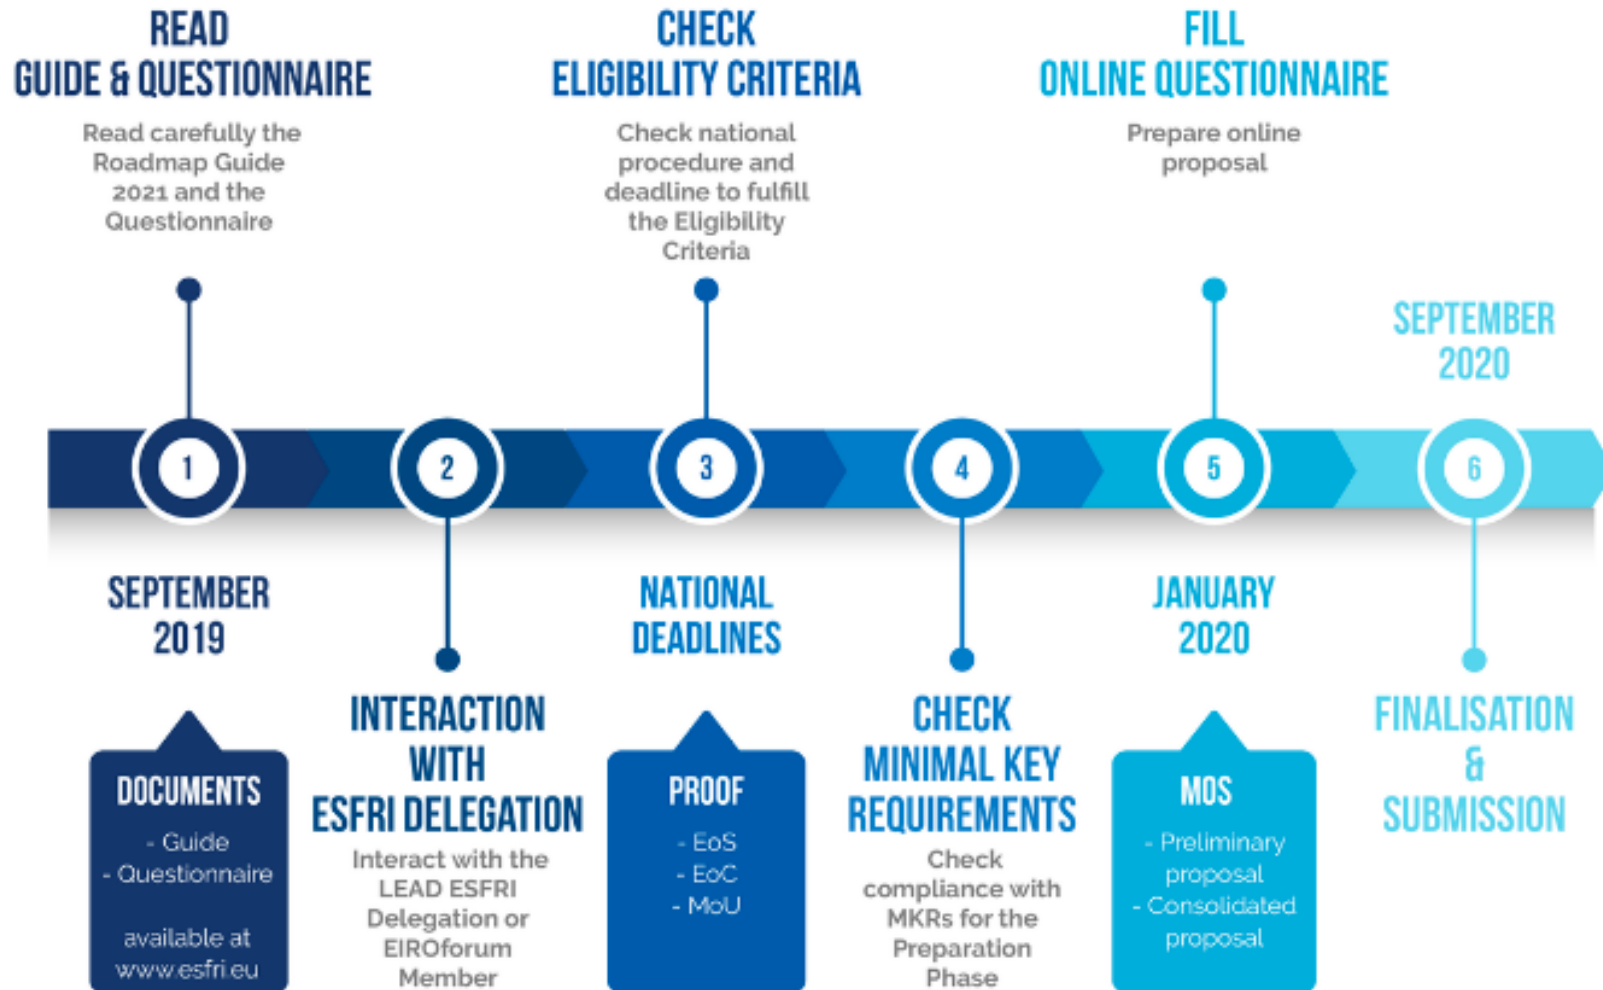 READ
GUIDE & QUESTIONNAIRE
Read carefully the
Roadmap Guide
2021 and the
Questionnaire
CHECK
ELIGIBILITY CRITERIA
Check national
procedure and
deadline to fulfill
the Eligibility
Criteria
FILL
ONLINE QUESTIONNAIRE
Prepare online
proposal
SEPTEMBER
2020
1
2
3
4
5
6
SEPTEMBER
2019
NATIONAL
DEADLINES
JANUARY
2020
DOCUMENTS
- Guide
- Questionnaire
available at
www.esfri.eu
INTERACTION
WITH
ESFRI DELEGATION
Interact with the
LEAD ESFRI
Delegation or
EIROforum
Member
PROOF
- EoS
- EoC
- MoU
CHECK
MINIMAL KEY
REQUIREMENTS
Check
compliance with
MKRs for the
Preparation
Phase
MOS
- Preliminary
proposal
- Consolidated
proposal
FINALISATION
&
SUBMISSION